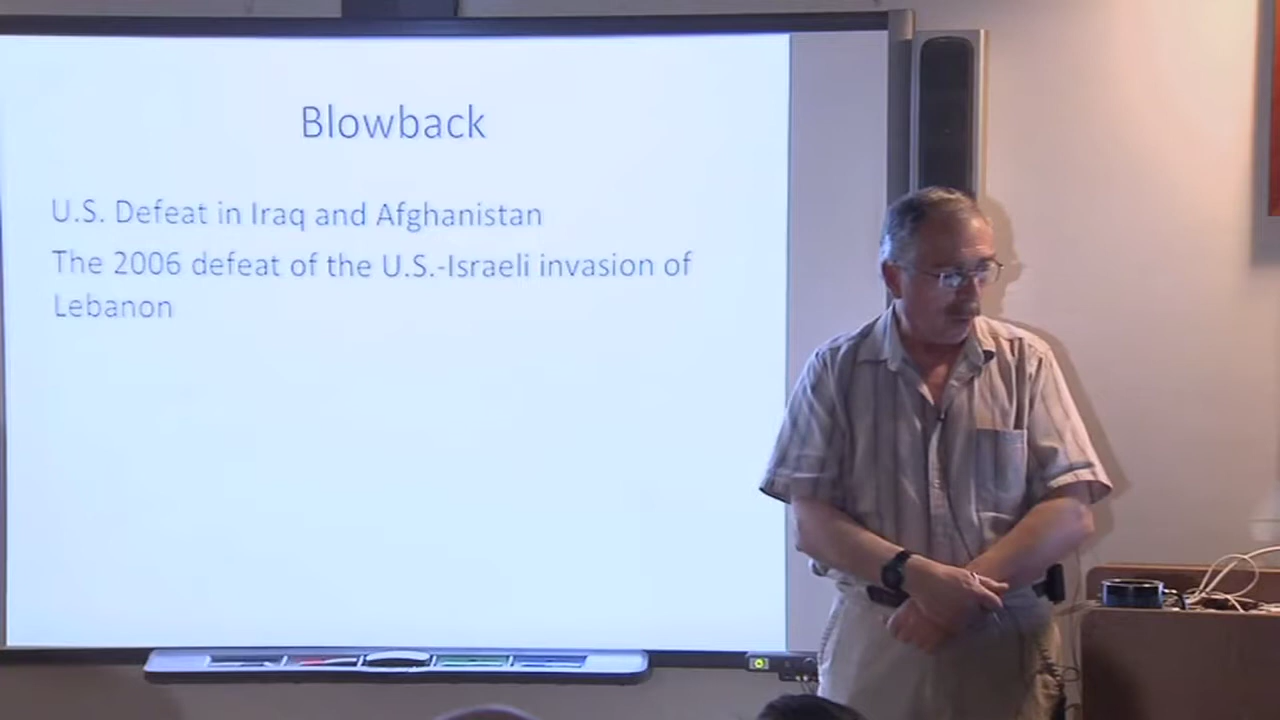 Blowback
U.S. Defeat in Iraq and Afghanistan
The 2006 defeat of the U.S.-Israeli invasion of
Lebanon